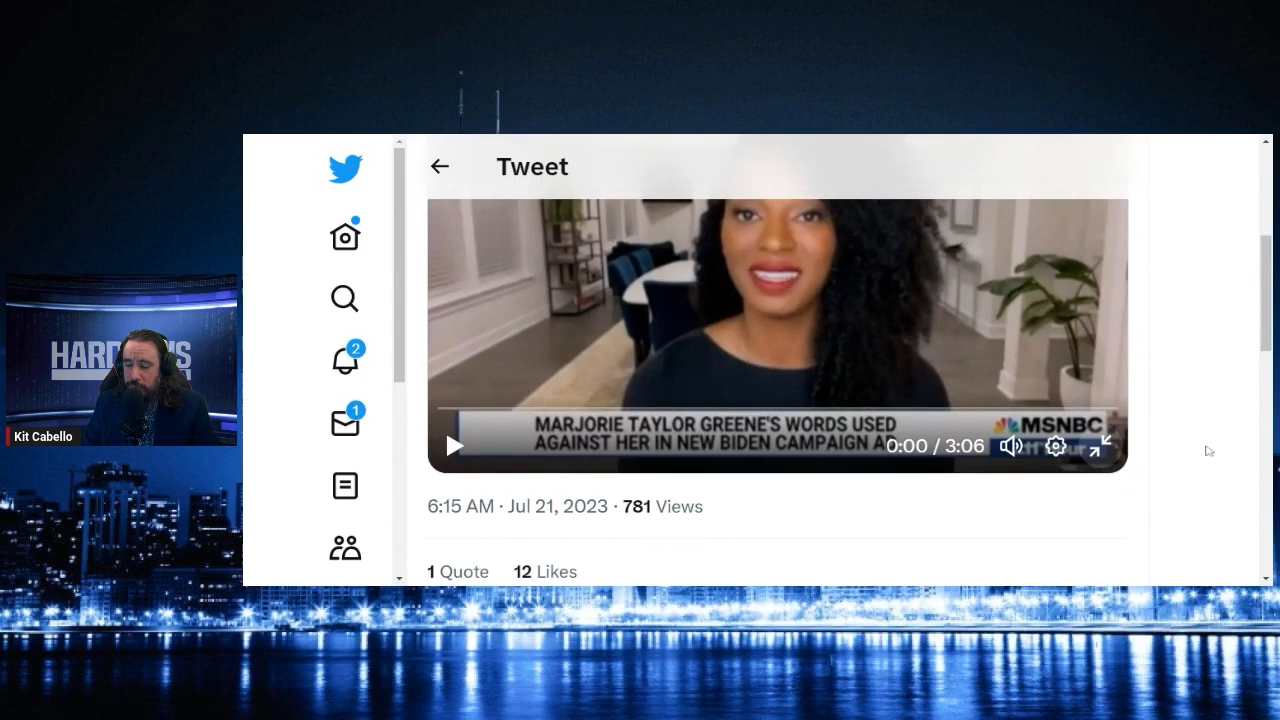 Tweet
2
1
HARD
S
Kit Cabello
MARJORIE TAYLOR GREENE'S WORDS USED
AGAINST HER IN NEW BIDEN CAMPAIGN
MSNBC
0:00 / 3:06
6:15 AM · Jul 21, 2023 · 781 Views
1 Quote 12 Likes